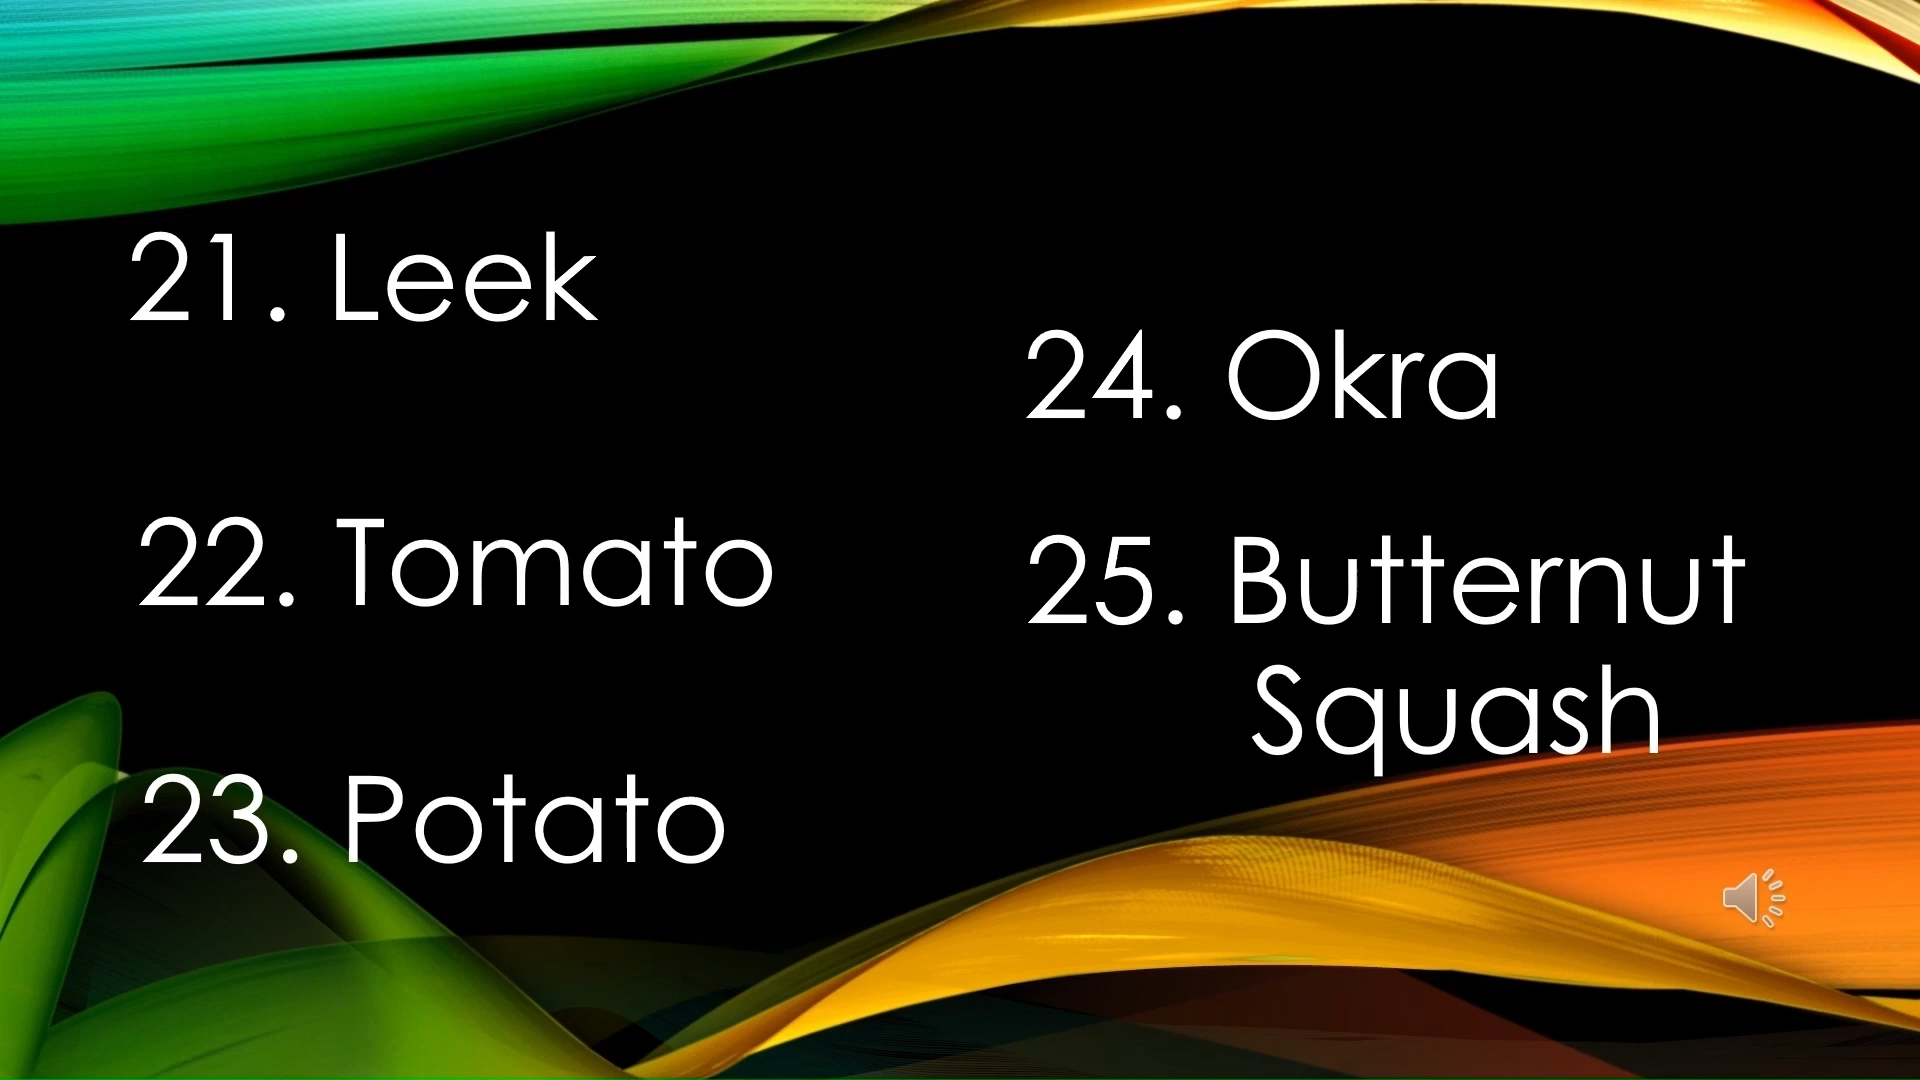 21. Leek
22. Tomato
23. Potato
24. Okra
25. Butternut
Squash